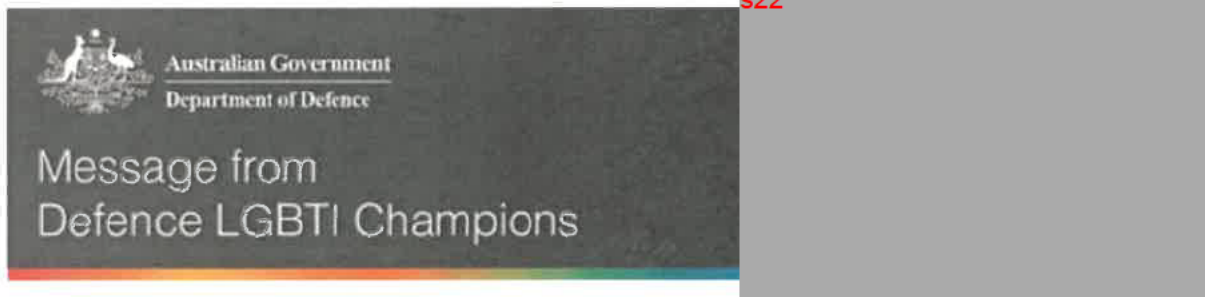 s22
Australian Government
Department of Defence
Message from
Defence LGBTI Champions